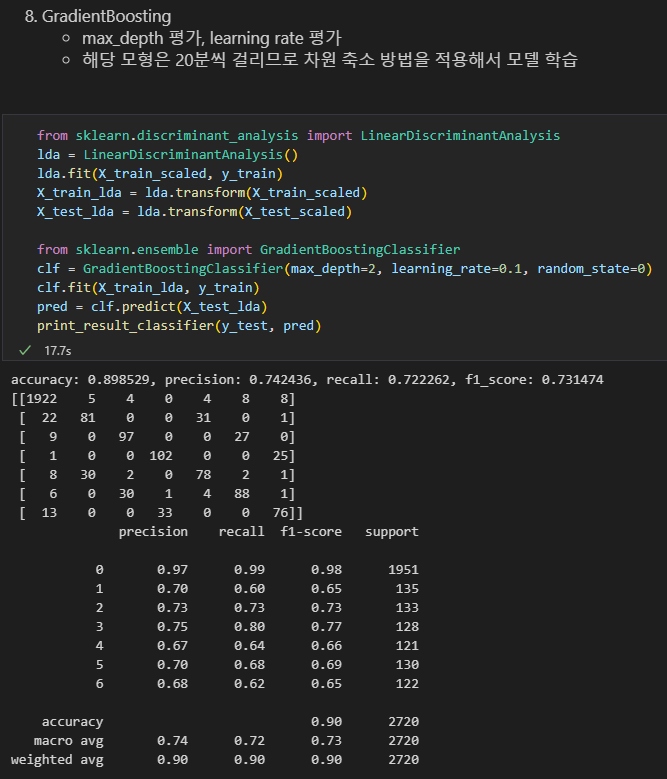 8. GradientBoosting
○ max_depth 평가, learning rate 평가
○ 해당 모형은 20분씩 걸리므로 차원 축소 방법을 적용해서 모델 학습
from sklearn.discriminant_analysis import LinearDiscriminantAnalysis
lda = LinearDiscriminantAnalysis()
lda.fit(X_train_scaled, y_train)
X_train_lda = lda.transform(X_train_scaled)
X_test_lda = lda.transform(X_test_scaled)
from sklearn.ensemble import GradientBoostingClassifier
clf = GradientBoostingClassifier(max_depth=2, learning_rate=0.1, random_state=0)
clf.fit(X_train_lda, y_train)
pred = clf.predict(X_test_lda)
print_result_classifier(y_test, pred)
✓ 17.7s
accuracy: 0.898529, precision: 0.742436, recall: 0.722262, f1_score: 0.731474
[[1922 5 4 0 4 8 8]
[ 22 81 0 0 31 0 1]
[ 9 0 97 0 0 27 0]
[ 1 0 0 102 0 0 25]
[ 8 30 2 0 78 2 1]
[ 6 0 30 1 4 88 1]
[ 13 0 0 33 0 0 76]]
precision recall f1-score support
0 0.97 0.99 0.98 1951
1 0.70 0.60 0.65 135
2 0.73 0.73 0.73 133
3 0.75 0.80 0.77 128
4 0.67 0.64 0.66 121
5 0.70 0.68 0.69 130
6 0.68 0.62 0.65 122
accuracy 0.90 2720
macro avg 0.74 0.72 0.73 2720
weighted avg 0.90 0.90 0.90 2720